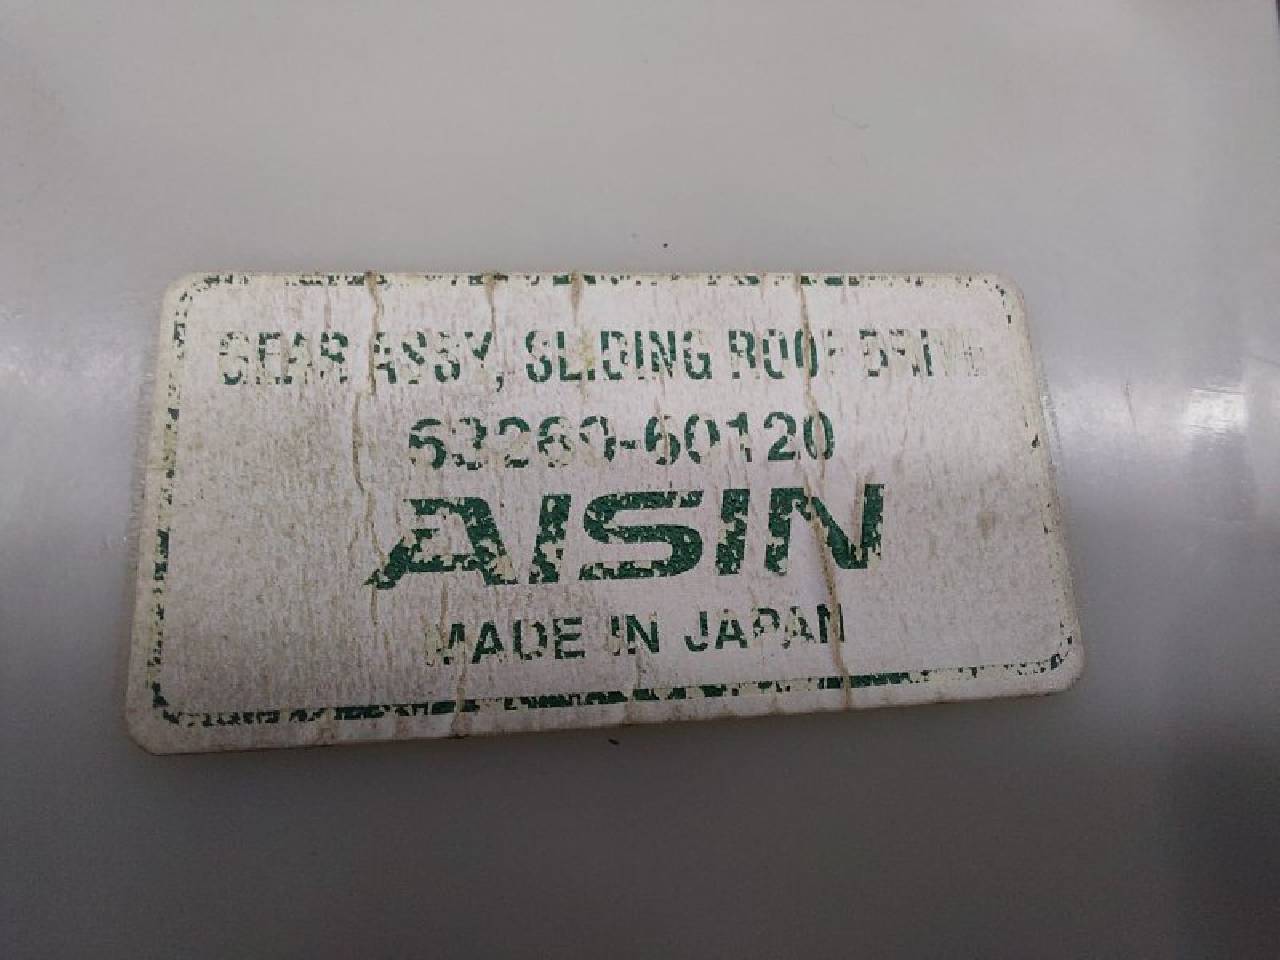 GEAR ASSY, SLIDING ROOF DRIVE
63260-60120
AISIN
MADE IN JAPAN